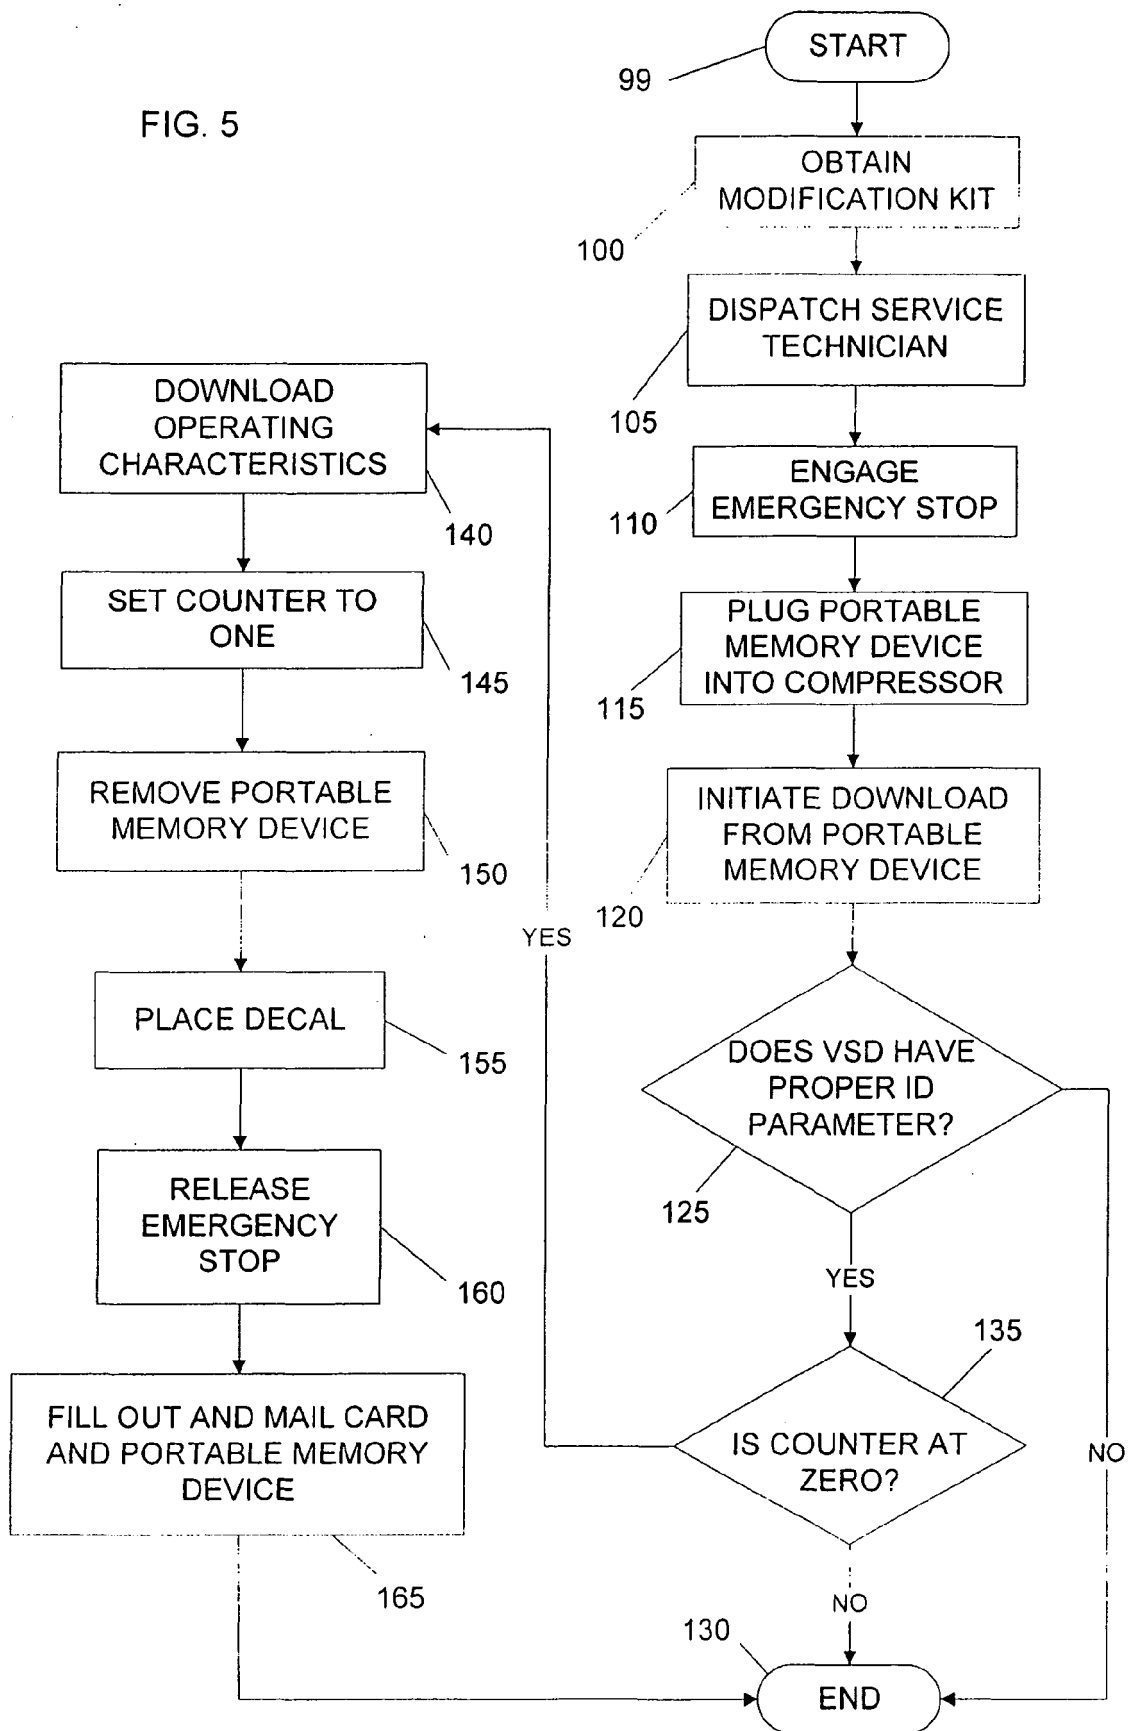 FIG. 5
START
99
OBTAIN
MODIFICATION KIT
100
DISPATCH SERVICE
TECHNICIAN
105
ENGAGE
EMERGENCY STOP
110
PLUG PORTABLE
MEMORY DEVICE
INTO COMPRESSOR
115
INITIATE DOWNLOAD
FROM PORTABLE
MEMORY DEVICE
120
DOES VSD HAVE
PROPER ID
PARAMETER?
125
YES
NO
135
IS COUNTER AT
ZERO?
YES
NO
130
END
DOWNLOAD
OPERATING
CHARACTERISTICS
140
SET COUNTER TO
ONE
145
REMOVE PORTABLE
MEMORY DEVICE
150
PLACE DECAL
155
RELEASE
EMERGENCY
STOP
160
FILL OUT AND MAIL CARD
AND PORTABLE MEMORY
DEVICE
165